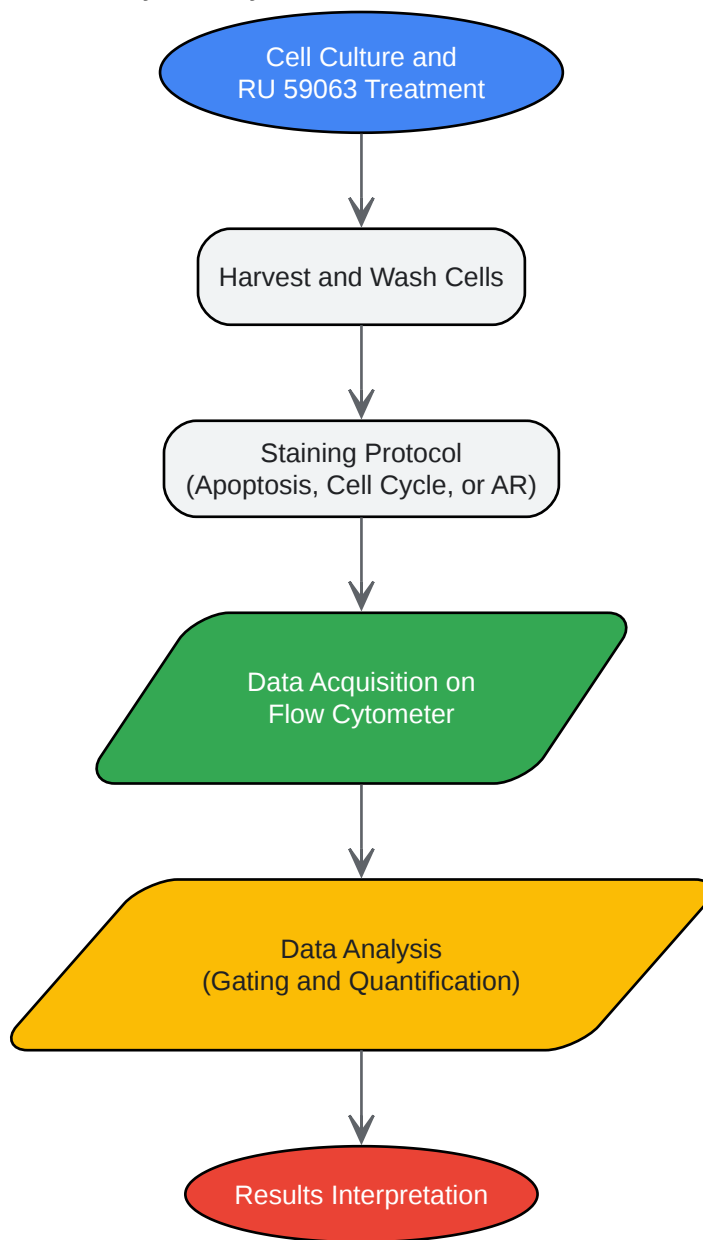 Cell Culture and
RU 59063 Treatment
Harvest and Wash Cells
Staining Protocol
(Apoptosis, Cell Cycle, or AR)
Data Acquisition on
Flow Cytometer
Data Analysis
(Gating and Quantification)
Results Interpretation